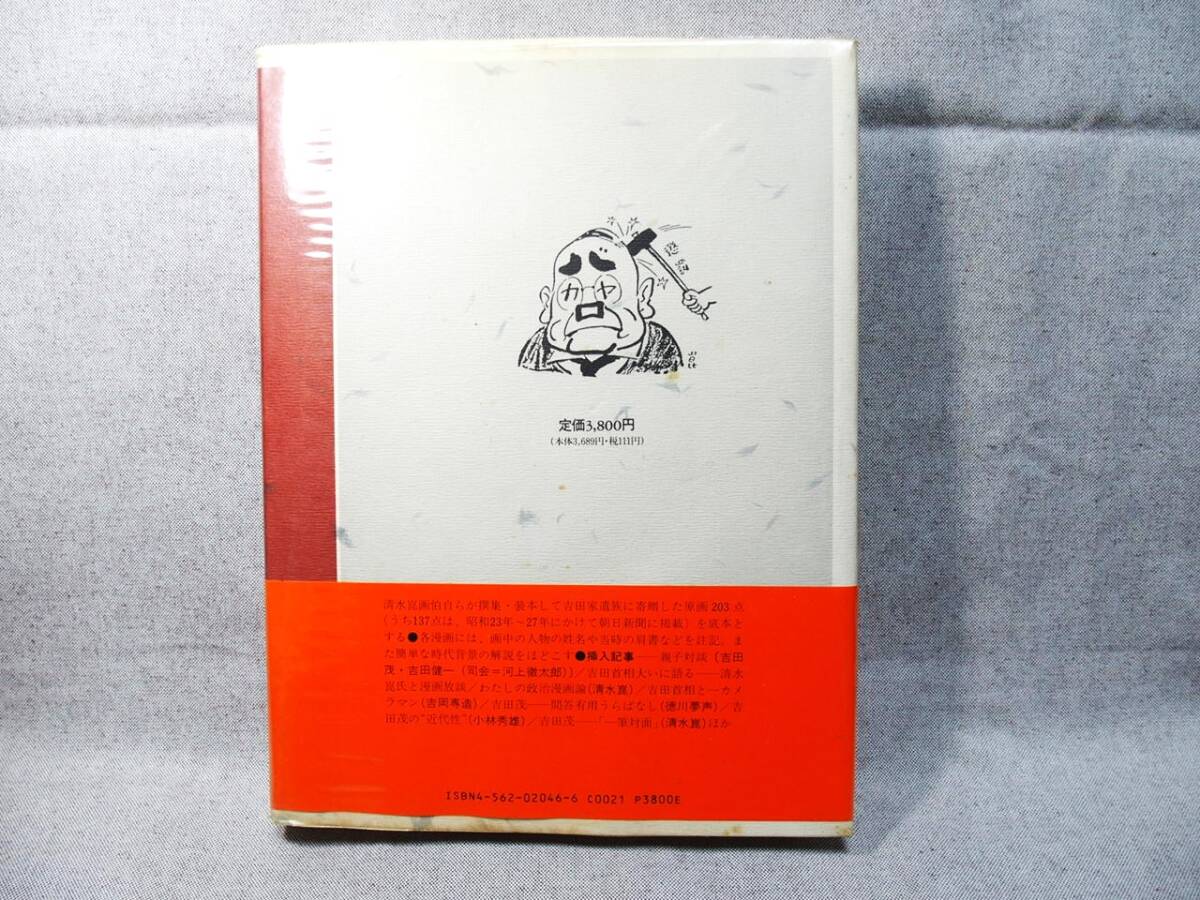 バ
カ ヤ
ロ
定価3,800円
(本体3,689円・税111円)
清水崑画伯自らが撰集・装本して吉田家遺族に寄贈した原画203点
(うち137点は、昭和23年~27年にかけて朝日新聞に掲載)を底本と
する●各漫画には、画中の人物の姓名や当時の肩書などを註記。ま
た簡単な時代背景の解説をほどこす●挿入記事──親子対談(吉田
茂・吉田健一(司会=河上徹太郎))/吉田首相大いに語る──清水
崑氏と漫画放談/わたしの政治漫画論(清水崑)/吉田首相と一カメ
ラマン(吉岡専造)/吉田茂──問答有用うらばなし(徳川夢声)/吉
田茂の“近代性”(小林秀雄)/吉田茂──「一筆対面」(清水崑)ほか
ISBN4-562-02046-6 C0021 P3800E